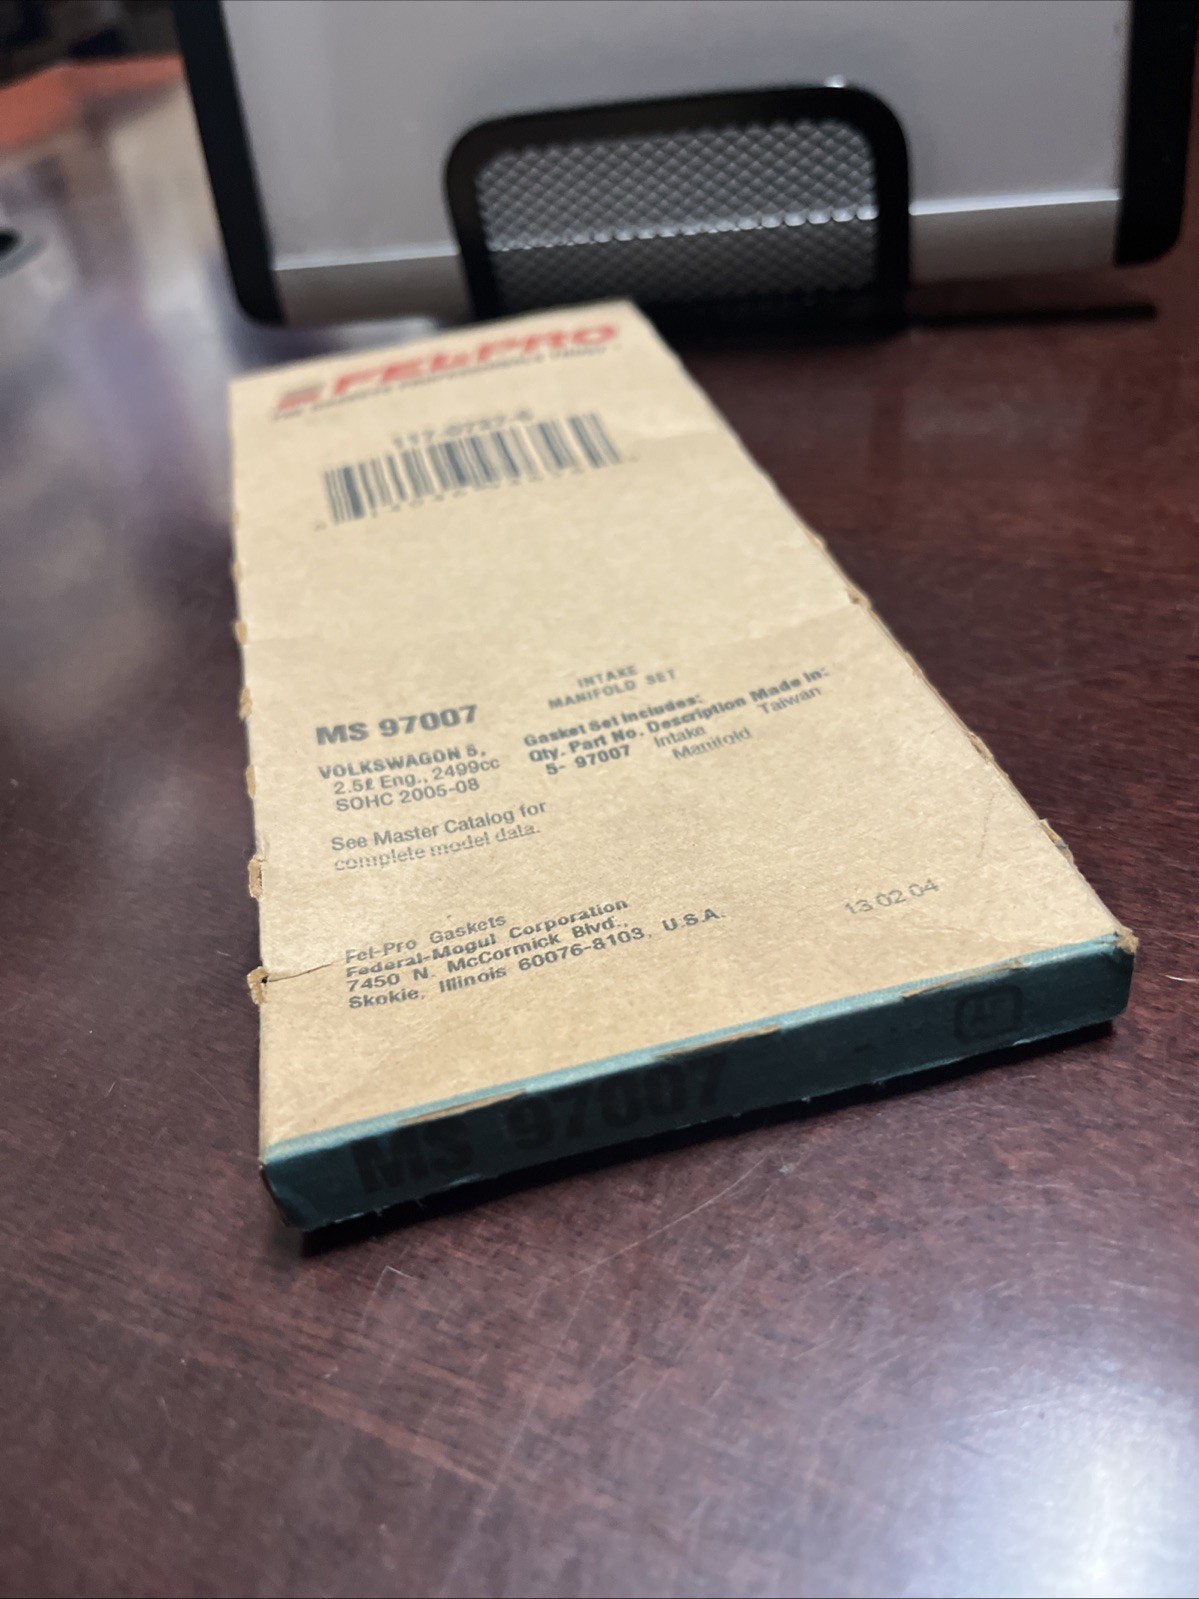 FEL-PRO
MS 97007
VOLKSWAGON 5,
2.5ℓ Eng., 2499cc
SOHC 2005-08
See Master Catalog for
complete model data.
INTAKE
MANIFOLD SET
Gasket Set Includes:
Qty. Part No. Description Made In:
5- 97007 Intake Taiwan
Manifold
Fel-Pro Gaskets
Federal-Mogul Corporation
7450 N. McCormick Blvd.,
Skokie, Illinois 60076-8103, U.S.A.
13 02 04
MS 97007